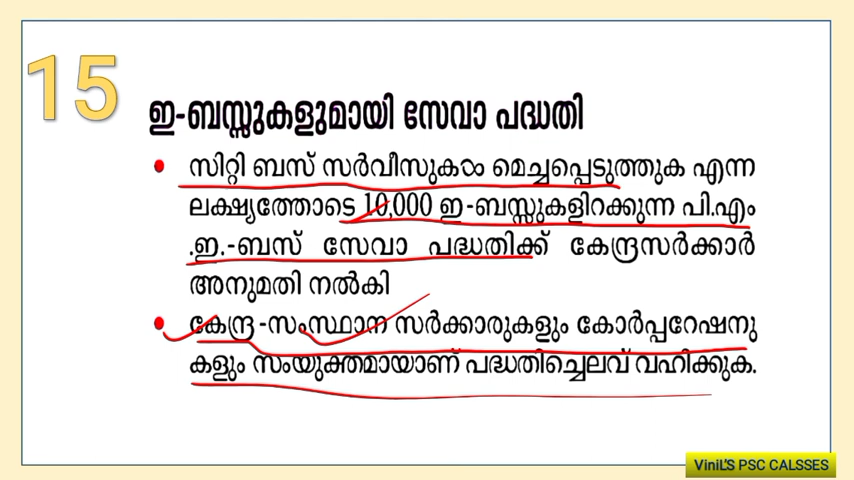 15
ഇ-ബസ്സുകളുമായി സേവാ പദ്ധതി
സിറ്റി ബസ് സർവീസുകഠം മെച്ചപ്പെടുത്തുക എന്ന
ലക്ഷ്യത്തോടെ 10,000 ഇ-ബസ്സുകളിറക്കുന്ന പി.എം
.ഇ.-ബസ് സേവാ പദ്ധതിക്ക് കേന്ദ്രസർക്കാർ
അനുമതി നൽകി
കേന്ദ്ര-സംസ്ഥാന സർക്കാരുകളും കോർപ്പറേഷനു
കളും സംയുക്തമായാണ് പദ്ധതിച്ചെലവ് വഹിക്കുക.
ViniL'S PSC CALSSES